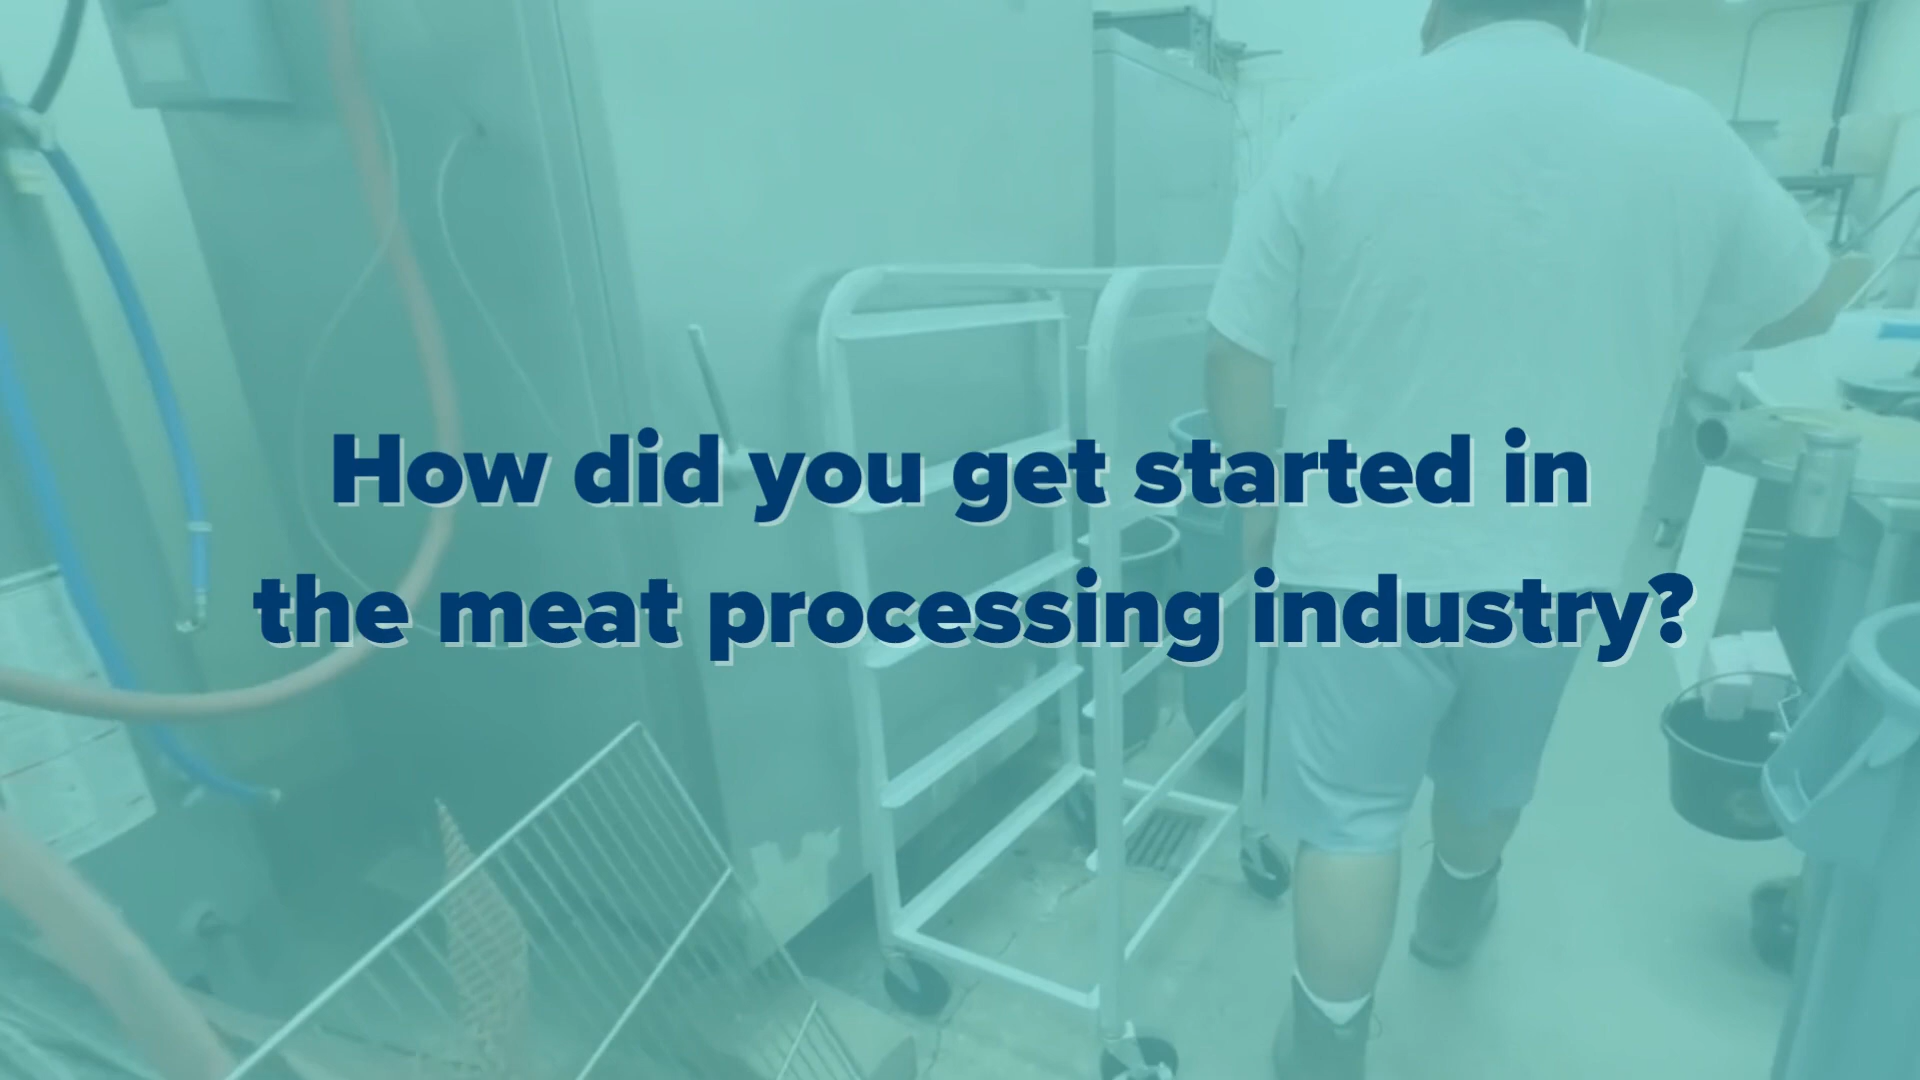 How did you get started in
the meat processing industry?